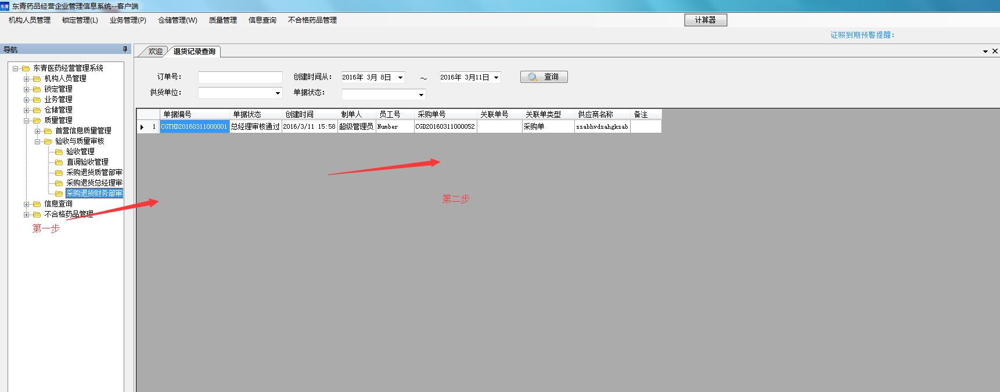 东青 东青药品经营企业管理信息系统--客户端
机构人员管理 锁定管理(L) 业务管理(P) 仓储管理(W) 质量管理 信息查询 不合格药品管理 计算器
证照到期预警提醒：
导航
东青医药经营管理系统
机构人员管理
锁定管理
业务管理
仓储管理
质量管理
首营信息质量管理
验收与质量审核
验收管理
直调验收管理
采购退货质管部审
采购退货总经理审
采购退货财务部审
信息查询
不合格药品管理
第一步
欢迎 退货记录查询
订单号： 创建时间从： 2016年 3月 8日 ～ 2016年 3月11日 查询
供货单位： 单据状态：
单据编号 单据状态 创建时间 制单人 员工号 采购单号 关联单号 关联单类型 供应商名称 备注
1 CGTHD20160311000001 总经理审核通过 2016/3/11 15:58 超级管理员 Number CGD20160311000052 采购单 ssabhvdsahgksab
第二步